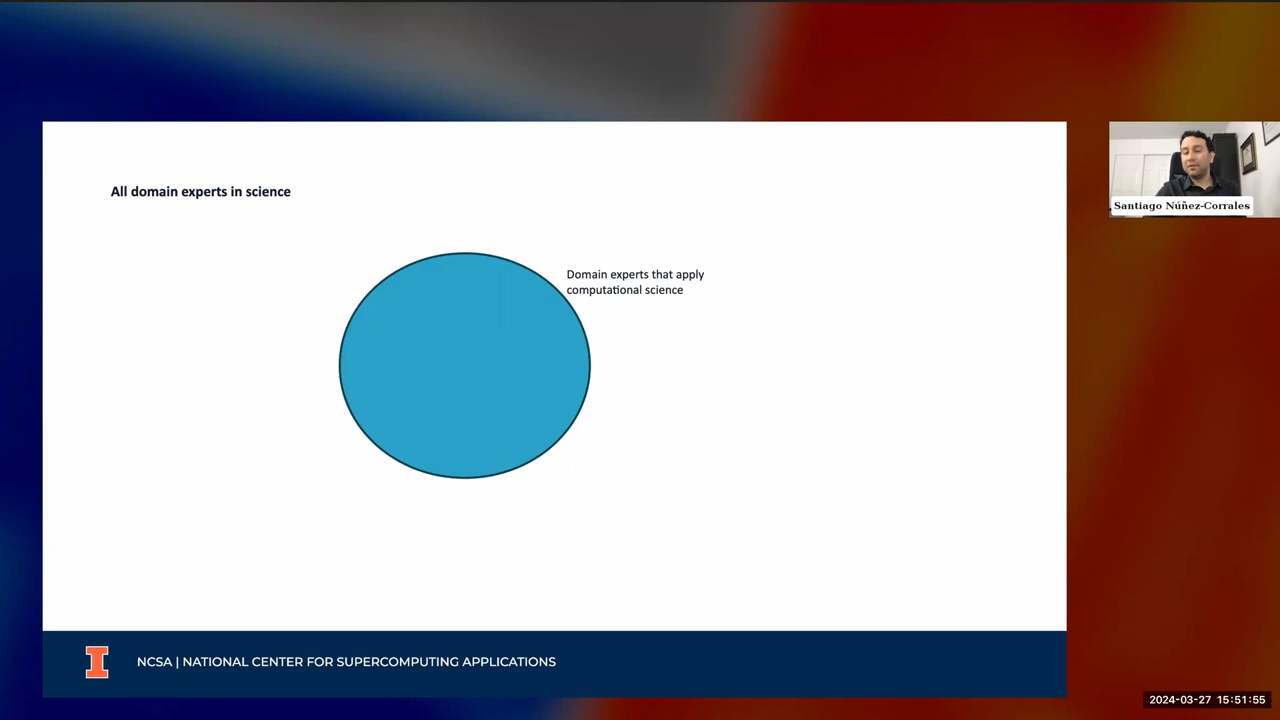 All domain experts in science
Domain experts that apply
computational science
Santiago Núñez-Corrales
NCSA | NATIONAL CENTER FOR SUPERCOMPUTING APPLICATIONS
2024-03-27 15:51:55